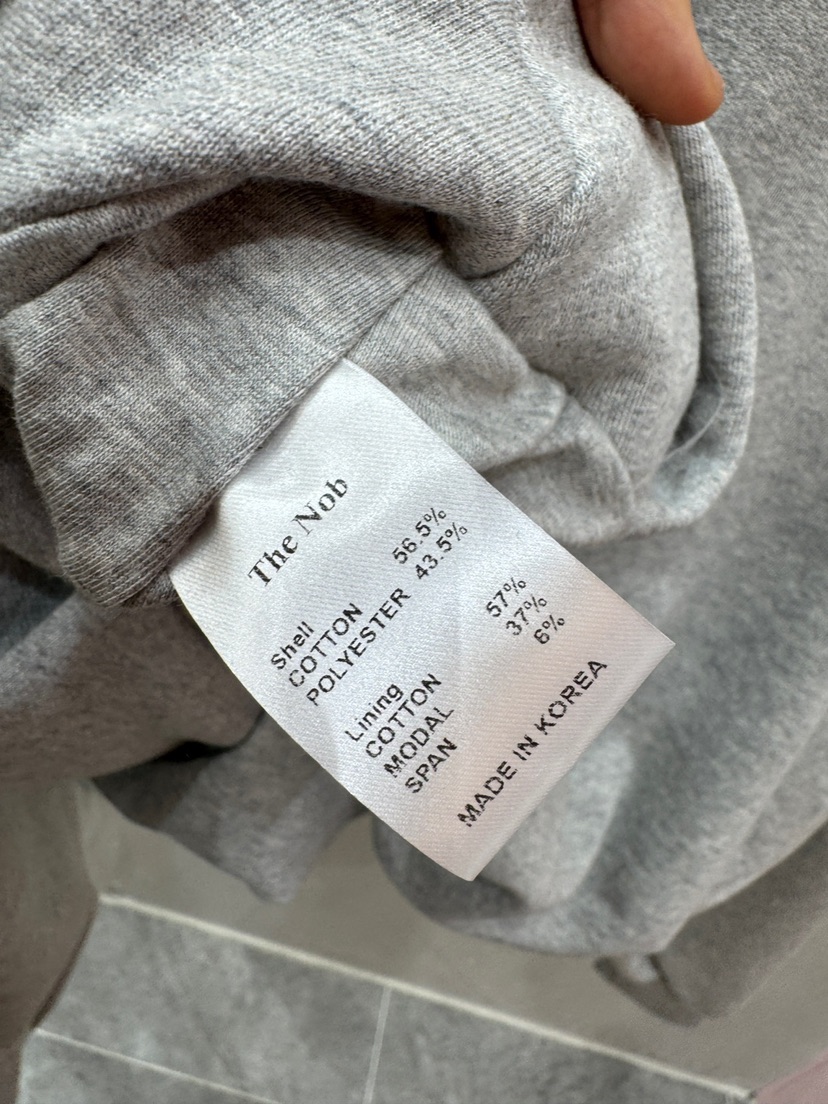 The Nob
Shell
COTTON 56.5%
POLYESTER 43.5%
Lining
COTTON 57%
MODAL 37%
SPAN 6%
MADE IN KOREA